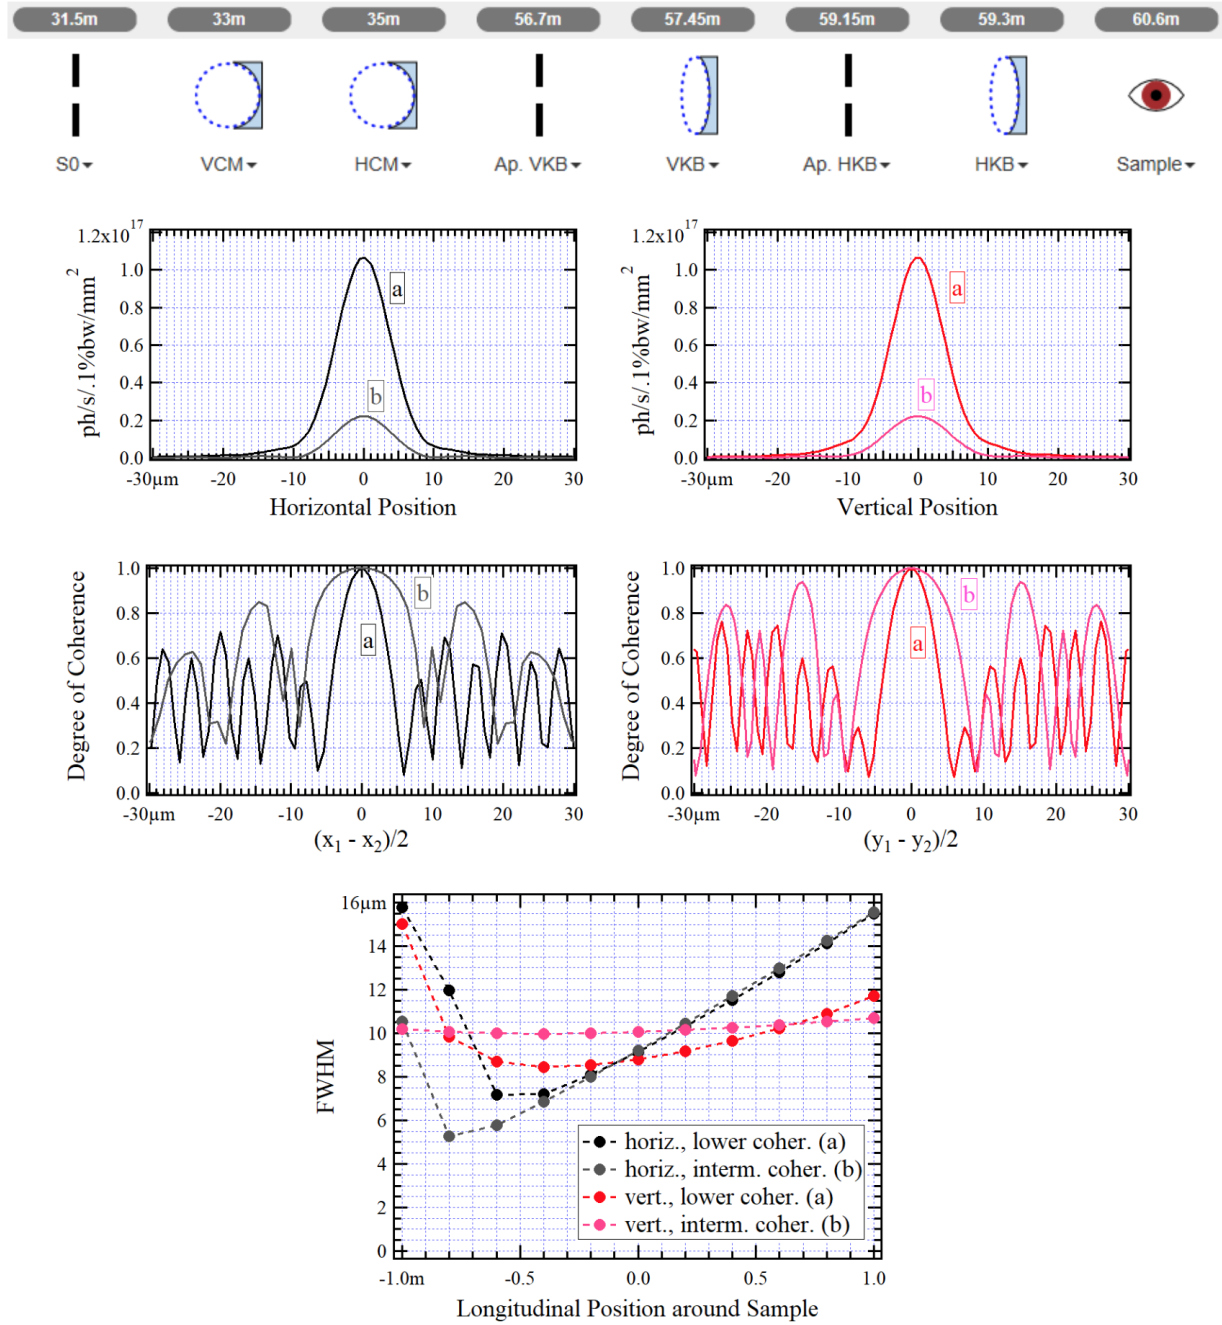 31.5m 33m 35m 56.7m 57.45m 59.15m 59.3m 60.6m
S0 VCM HCM Ap. VKB VKB Ap. HKB HKB Sample
1.2x10^17
1.0
0.8
0.6
0.4
0.2
0.0
ph/s/.1%bw/mm^2
a
b
-30µm -20 -10 0 10 20 30
Horizontal Position
1.2x10^17
1.0
0.8
0.6
0.4
0.2
0.0
ph/s/.1%bw/mm^2
a
b
-30µm -20 -10 0 10 20 30
Vertical Position
1.0
0.8
0.6
0.4
0.2
0.0
Degree of Coherence
b
a
-30µm -20 -10 0 10 20 30
(x_1 - x_2)/2
1.0
0.8
0.6
0.4
0.2
0.0
Degree of Coherence
b
a
-30µm -20 -10 0 10 20 30
(y_1 - y_2)/2
16µm
14
12
10
8
6
4
2
0
FWHM
horiz., lower coher. (a)
horiz., interm. coher. (b)
vert., lower coher. (a)
vert., interm. coher. (b)
-1.0m -0.5 0.0 0.5 1.0
Longitudinal Position around Sample